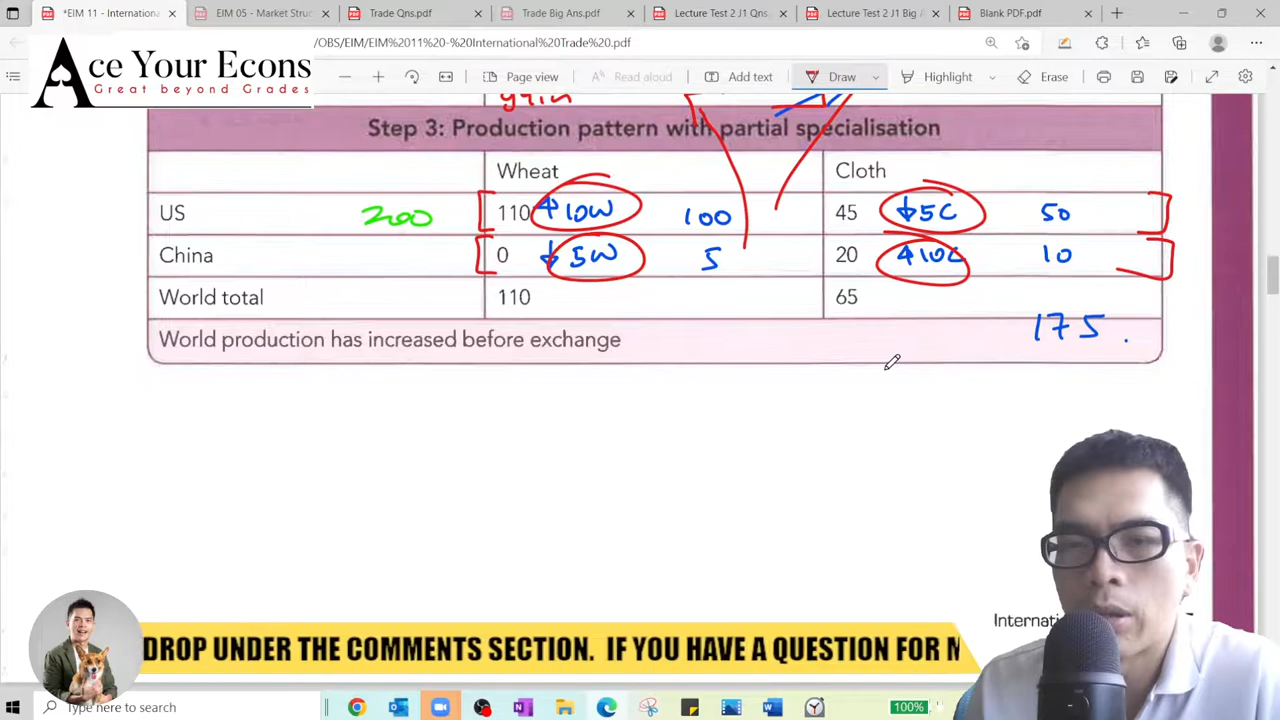 *EIM 11 - Internationa
EIM 05 - Market Struc
Trade Qns.pdf
Trade Big Ans.pdf
Lecture Test 2 J1 Qns
Lecture Test 2 J1 Big A
Blank PDF.pdf
/OBS/EIM/EIM%2011%20-%20International%20Trade%20.pdf
Ace Your Econs
Great beyond Grades
Page view
Read aloud
Add text
Draw
Highlight
Erase
gain
Step 3: Production pattern with partial specialisation
Wheat Cloth
US 200 110 ↑10W 100 45 ↓5C 50
China 0 ↓5W 5 20 ↑10C 10
World total 110 65
175.
World production has increased before exchange
Internati
DROP UNDER THE COMMENTS SECTION. IF YOU HAVE A QUESTION FOR M
Type here to search
100%